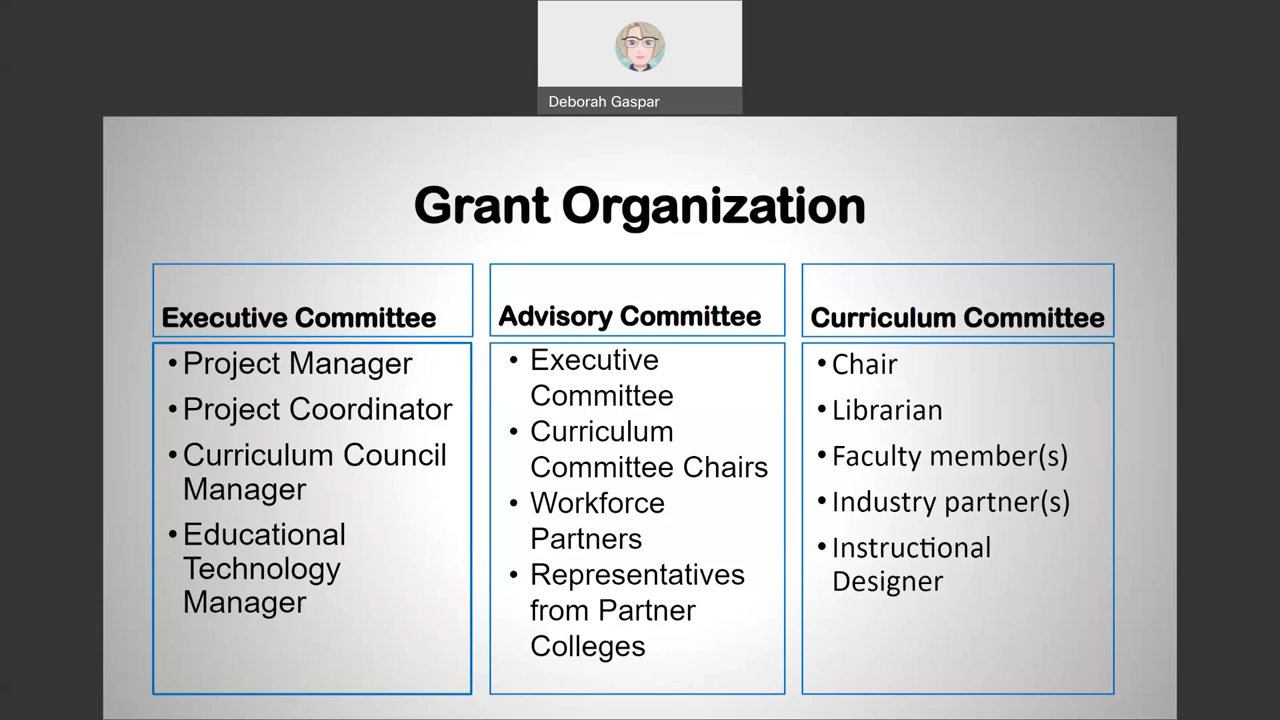 Deborah Gaspar
Grant Organization
Executive Committee
• Project Manager
• Project Coordinator
• Curriculum Council
Manager
• Educational
Technology
Manager
Advisory Committee
• Executive
Committee
• Curriculum
Committee Chairs
• Workforce
Partners
• Representatives
from Partner
Colleges
Curriculum Committee
• Chair
• Librarian
• Faculty member(s)
• Industry partner(s)
• Instructional
Designer